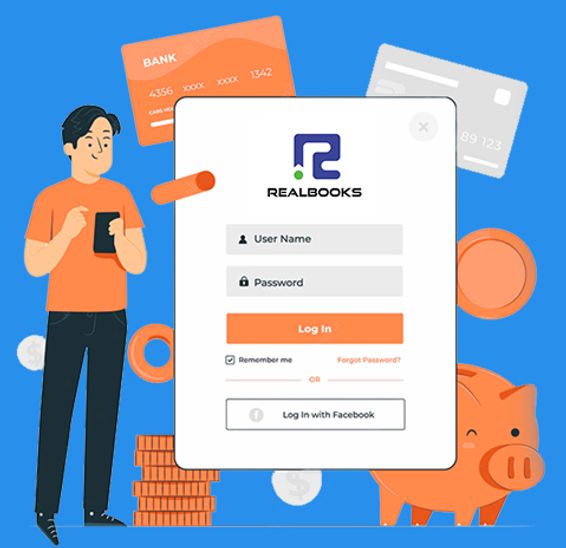 BANK
4356 XXXX XXXX 1342
89 123
REALBOOKS
User Name
Password
Log In
Remember me
Forgot Password?
OR
Log In with Facebook